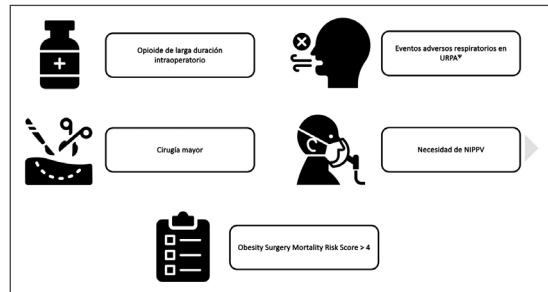 Opioide de larga duración
intraoperatorio
Eventos adversos respiratorios en
URPAᵠ
Cirugía mayor
Necesidad de NIPPV
Obesity Surgery Mortality Risk Score > 4